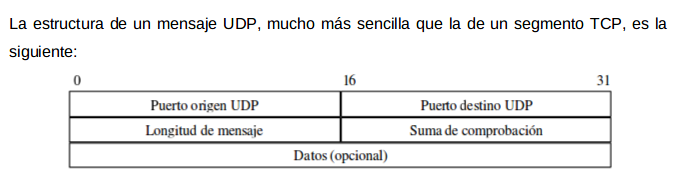 La estructura de un mensaje UDP, mucho más sencilla que la de un segmento TCP, es la
siguiente:
0 16 31
Puerto origen UDP Puerto destino UDP
Longitud de mensaje Suma de comprobación
Datos (opcional)